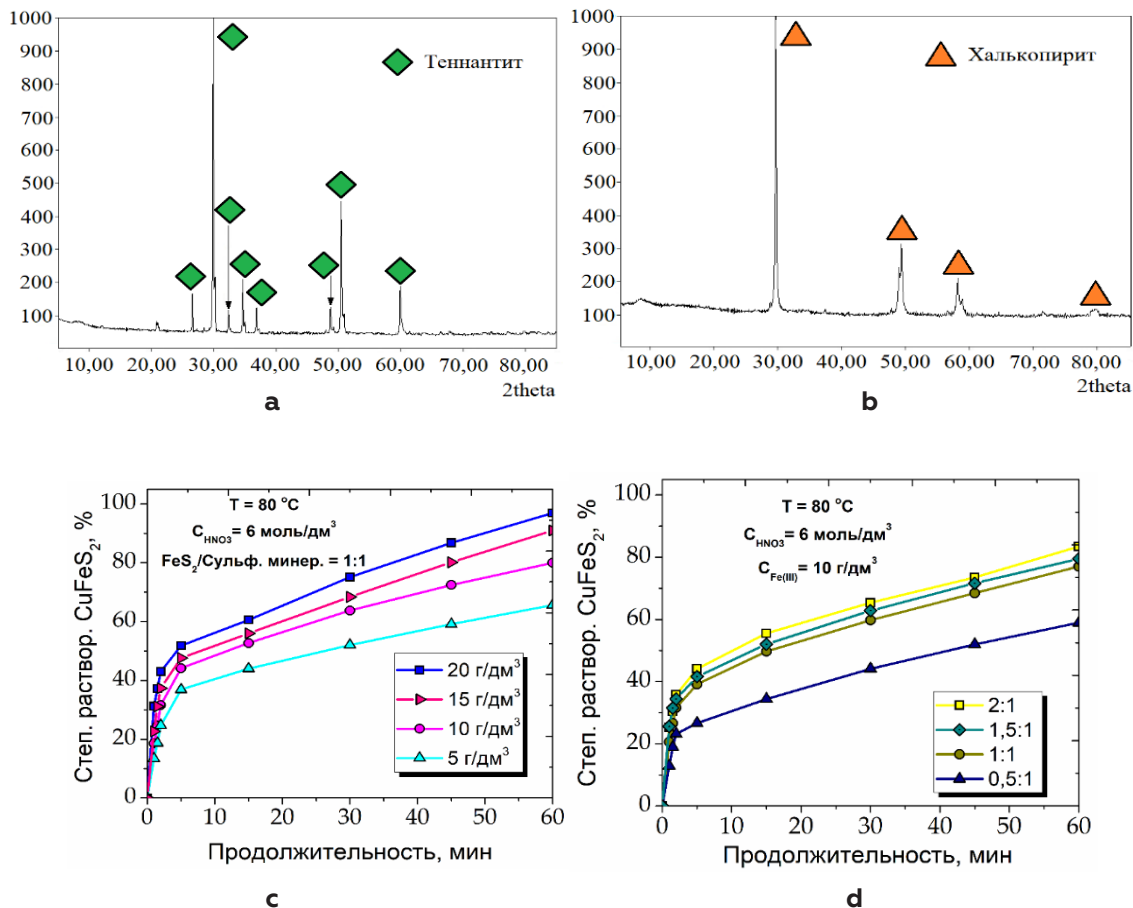 1000
900
800
700
600
500
400
300
200
100
Теннантит
10,00 20,00 30,00 40,00 50,00 60,00 70,00 80,00
2theta
a
1000
900
800
700
600
500
400
300
200
100
Халькопирит
10,00 20,00 30,00 40,00 50,00 60,00 70,00 80,00
2theta
b
Степ. раствор. CuFeS2, %
100
80
60
40
20
0
T = 80 °C
CHNO3= 6 моль/дм³
FeS2/Сульф. минер. = 1:1
20 г/дм³
15 г/дм³
10 г/дм³
5 г/дм³
0 10 20 30 40 50 60
Продолжительность, мин
c
Степ. раствор. CuFeS2, %
100
80
60
40
20
0
T = 80 °C
CHNO3= 6 моль/дм³
CFe(III) = 10 г/дм³
2:1
1,5:1
1:1
0,5:1
0 10 20 30 40 50 60
Продолжительность, мин
d